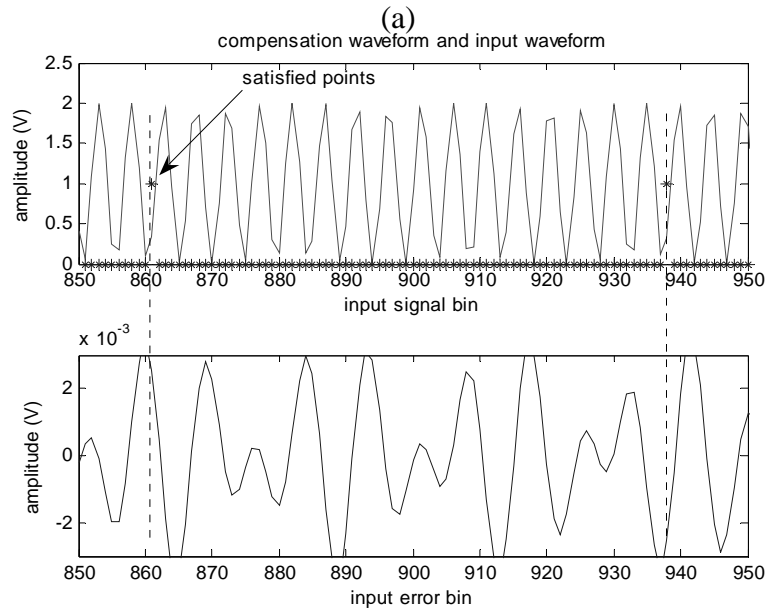 (a)
compensation waveform and input waveform
satisfied points
amplitude (V)
2.5
2
1.5
1
0.5
0
850 860 870 880 890 900 910 920 930 940 950
input signal bin
x 10-3
amplitude (V)
2
0
-2
850 860 870 880 890 900 910 920 930 940 950
input error bin